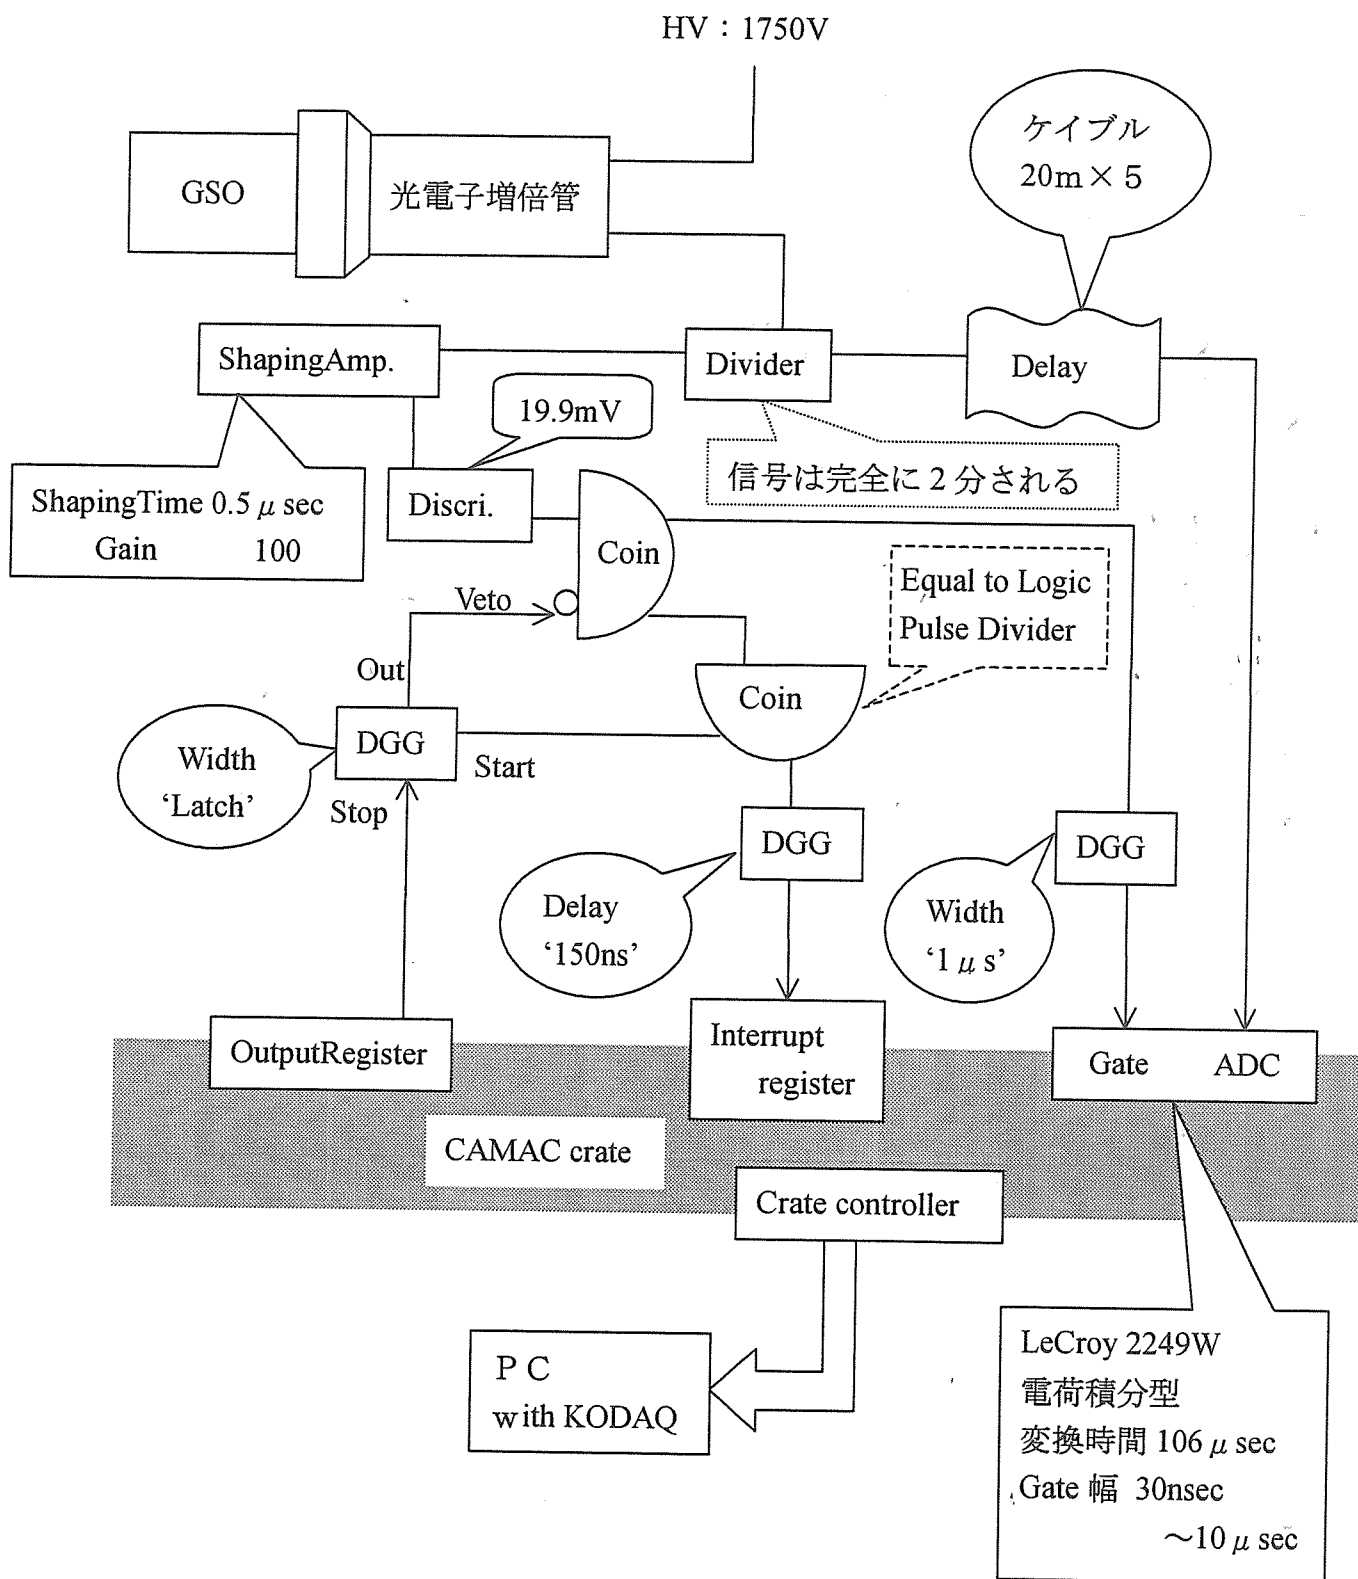 HV：1750V
ケイブル
20m×５
GSO
光電子増倍管
ShapingAmp.
Divider
Delay
19.9mV
信号は完全に２分される
ShapingTime 0.5μsec
Gain 100
Discri.
Coin
Equal to Logic
Pulse Divider
Veto
Out
Coin
Width
‘Latch’
DGG
Start
Stop
DGG
DGG
Delay
‘150ns’
Width
‘1μs’
OutputRegister
Interrupt
register
Gate ADC
CAMAC crate
Crate controller
ＰＣ
with KODAQ
LeCroy 2249W
電荷積分型
変換時間 106μsec
Gate 幅 30nsec
～10μsec